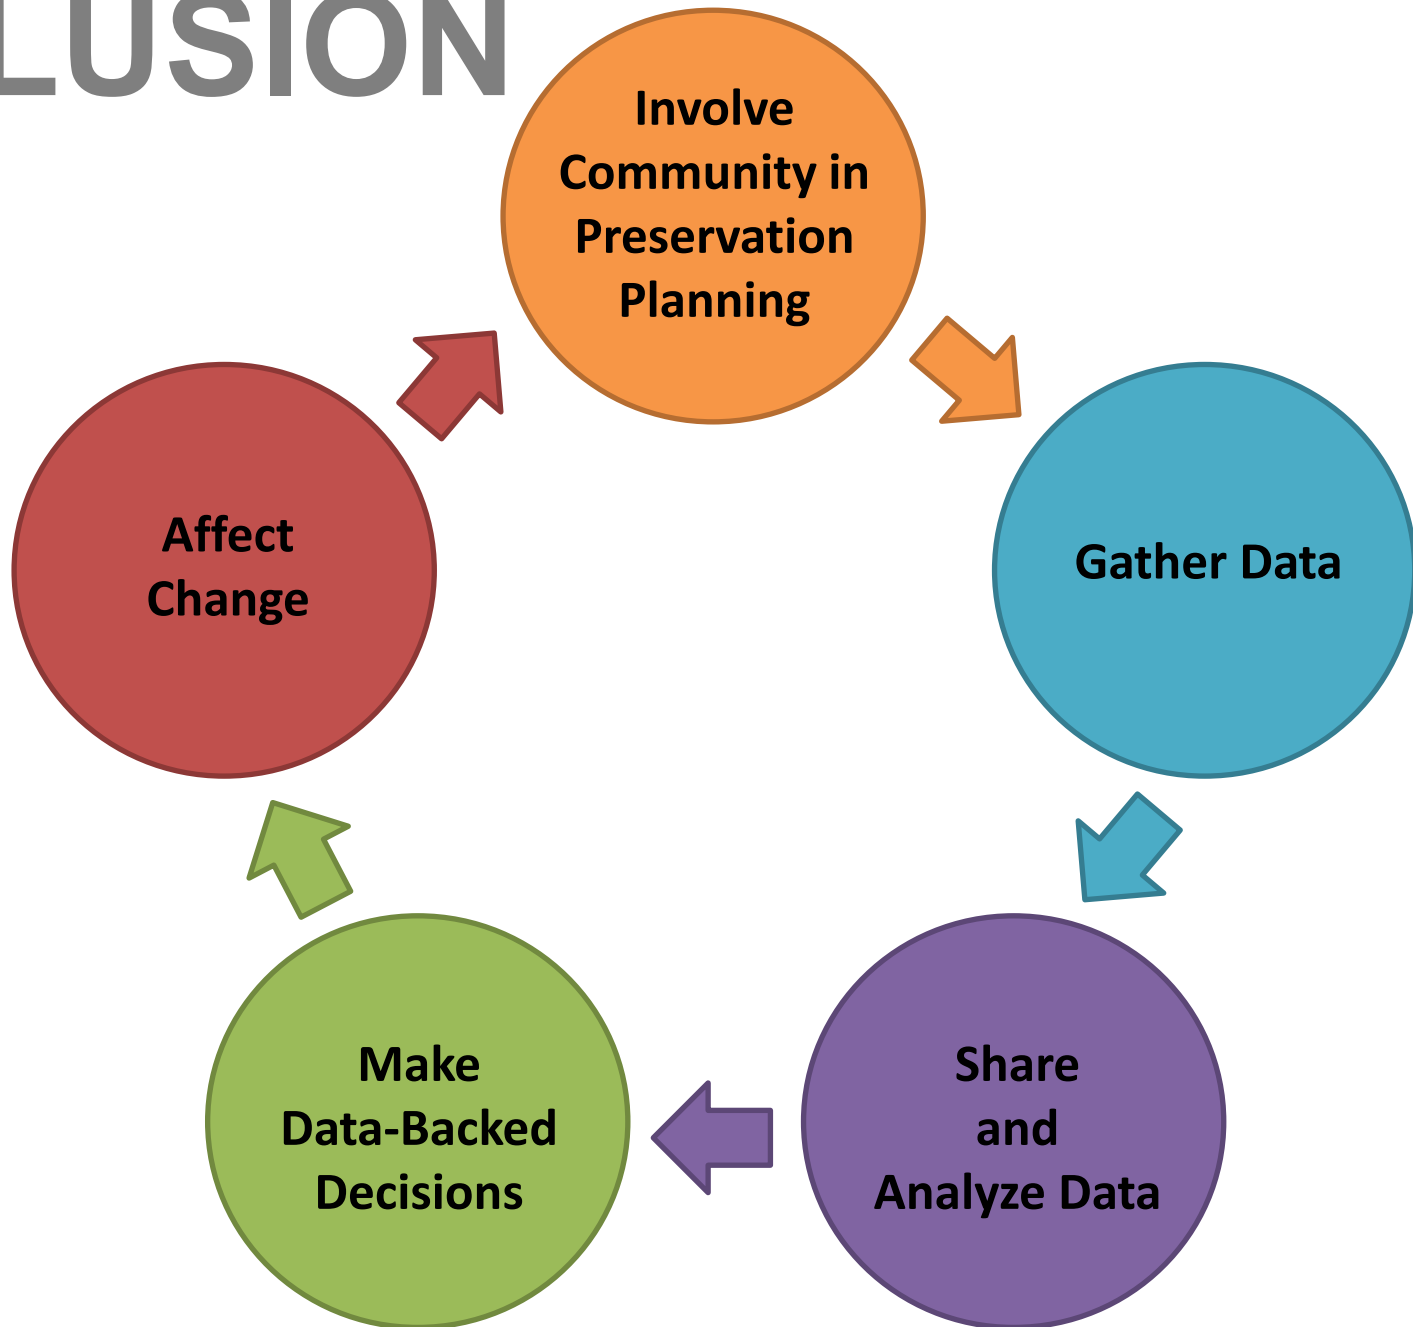 LUSION
Involve
Community in
Preservation
Planning
Gather Data
Share
and
Analyze Data
Make
Data-Backed
Decisions
Affect
Change